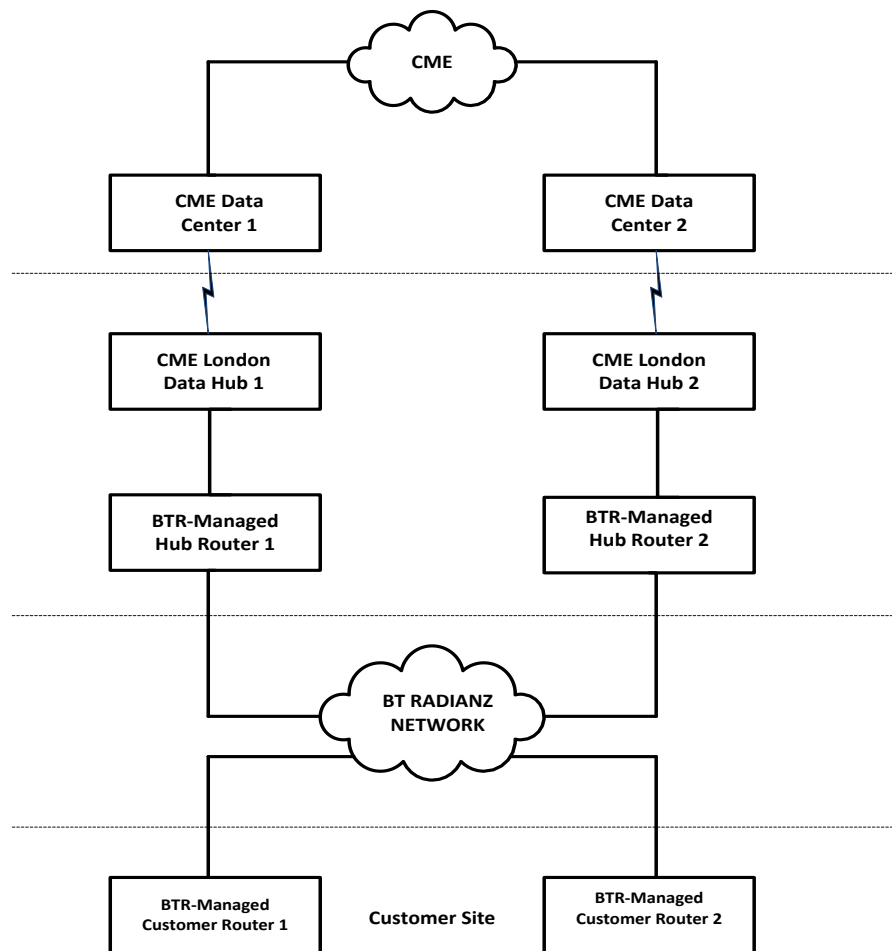 CME
CME Data
Center 1
CME Data
Center 2
CME London
Data Hub 1
CME London
Data Hub 2
BTR-Managed
Hub Router 1
BTR-Managed
Hub Router 2
BT RADIANZ
NETWORK
BTR-Managed
Customer Router 1
Customer Site
BTR-Managed
Customer Router 2